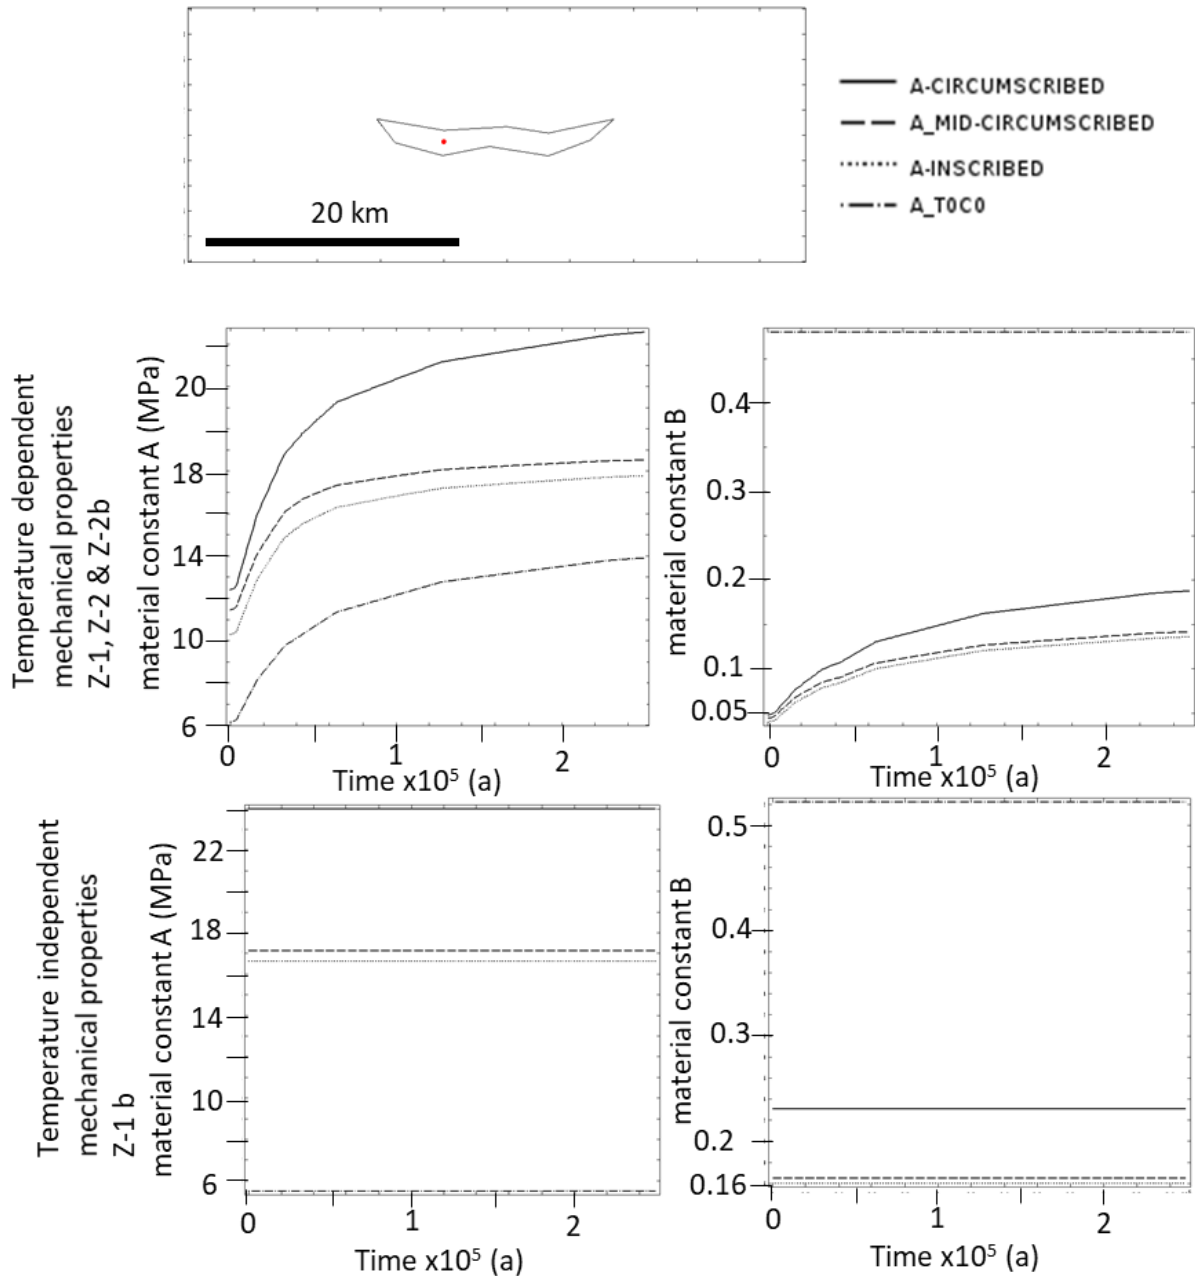 20 km
A-CIRCUMSCRIBED
A_MID-CIRCUMSCRIBED
A-INSCRIBED
A_T0C0
Temperature dependent
mechanical properties
Z-1, Z-2 & Z-2b
material constant A (MPa)
20
18
14
10
6
0
1
2
Time x10⁵ (a)
material constant B
0.4
0.3
0.2
0.1
0.05
0
1
2
Time x10⁵ (a)
Temperature independent
mechanical properties
Z-1 b
material constant A (MPa)
22
18
14
10
6
0
1
2
Time x10⁵ (a)
material constant B
0.5
0.4
0.3
0.2
0.16
0
1
2
Time x10⁵ (a)